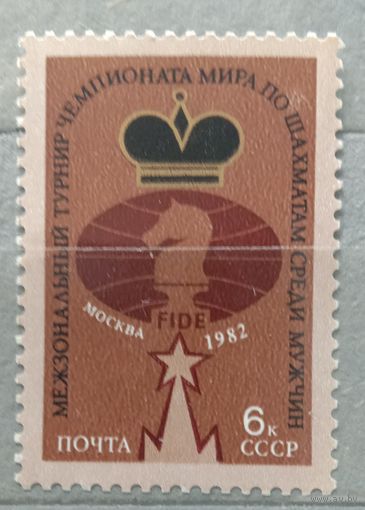 МЕЖЗОНАЛЬНЫЙ ТУРНИР ЧЕМПИОНАТА МИРА ПО ШАХМАТАМ СРЕДИ МУЖЧИН
FIDE
МОСКВА 1982
6к
ПОЧТА СССР